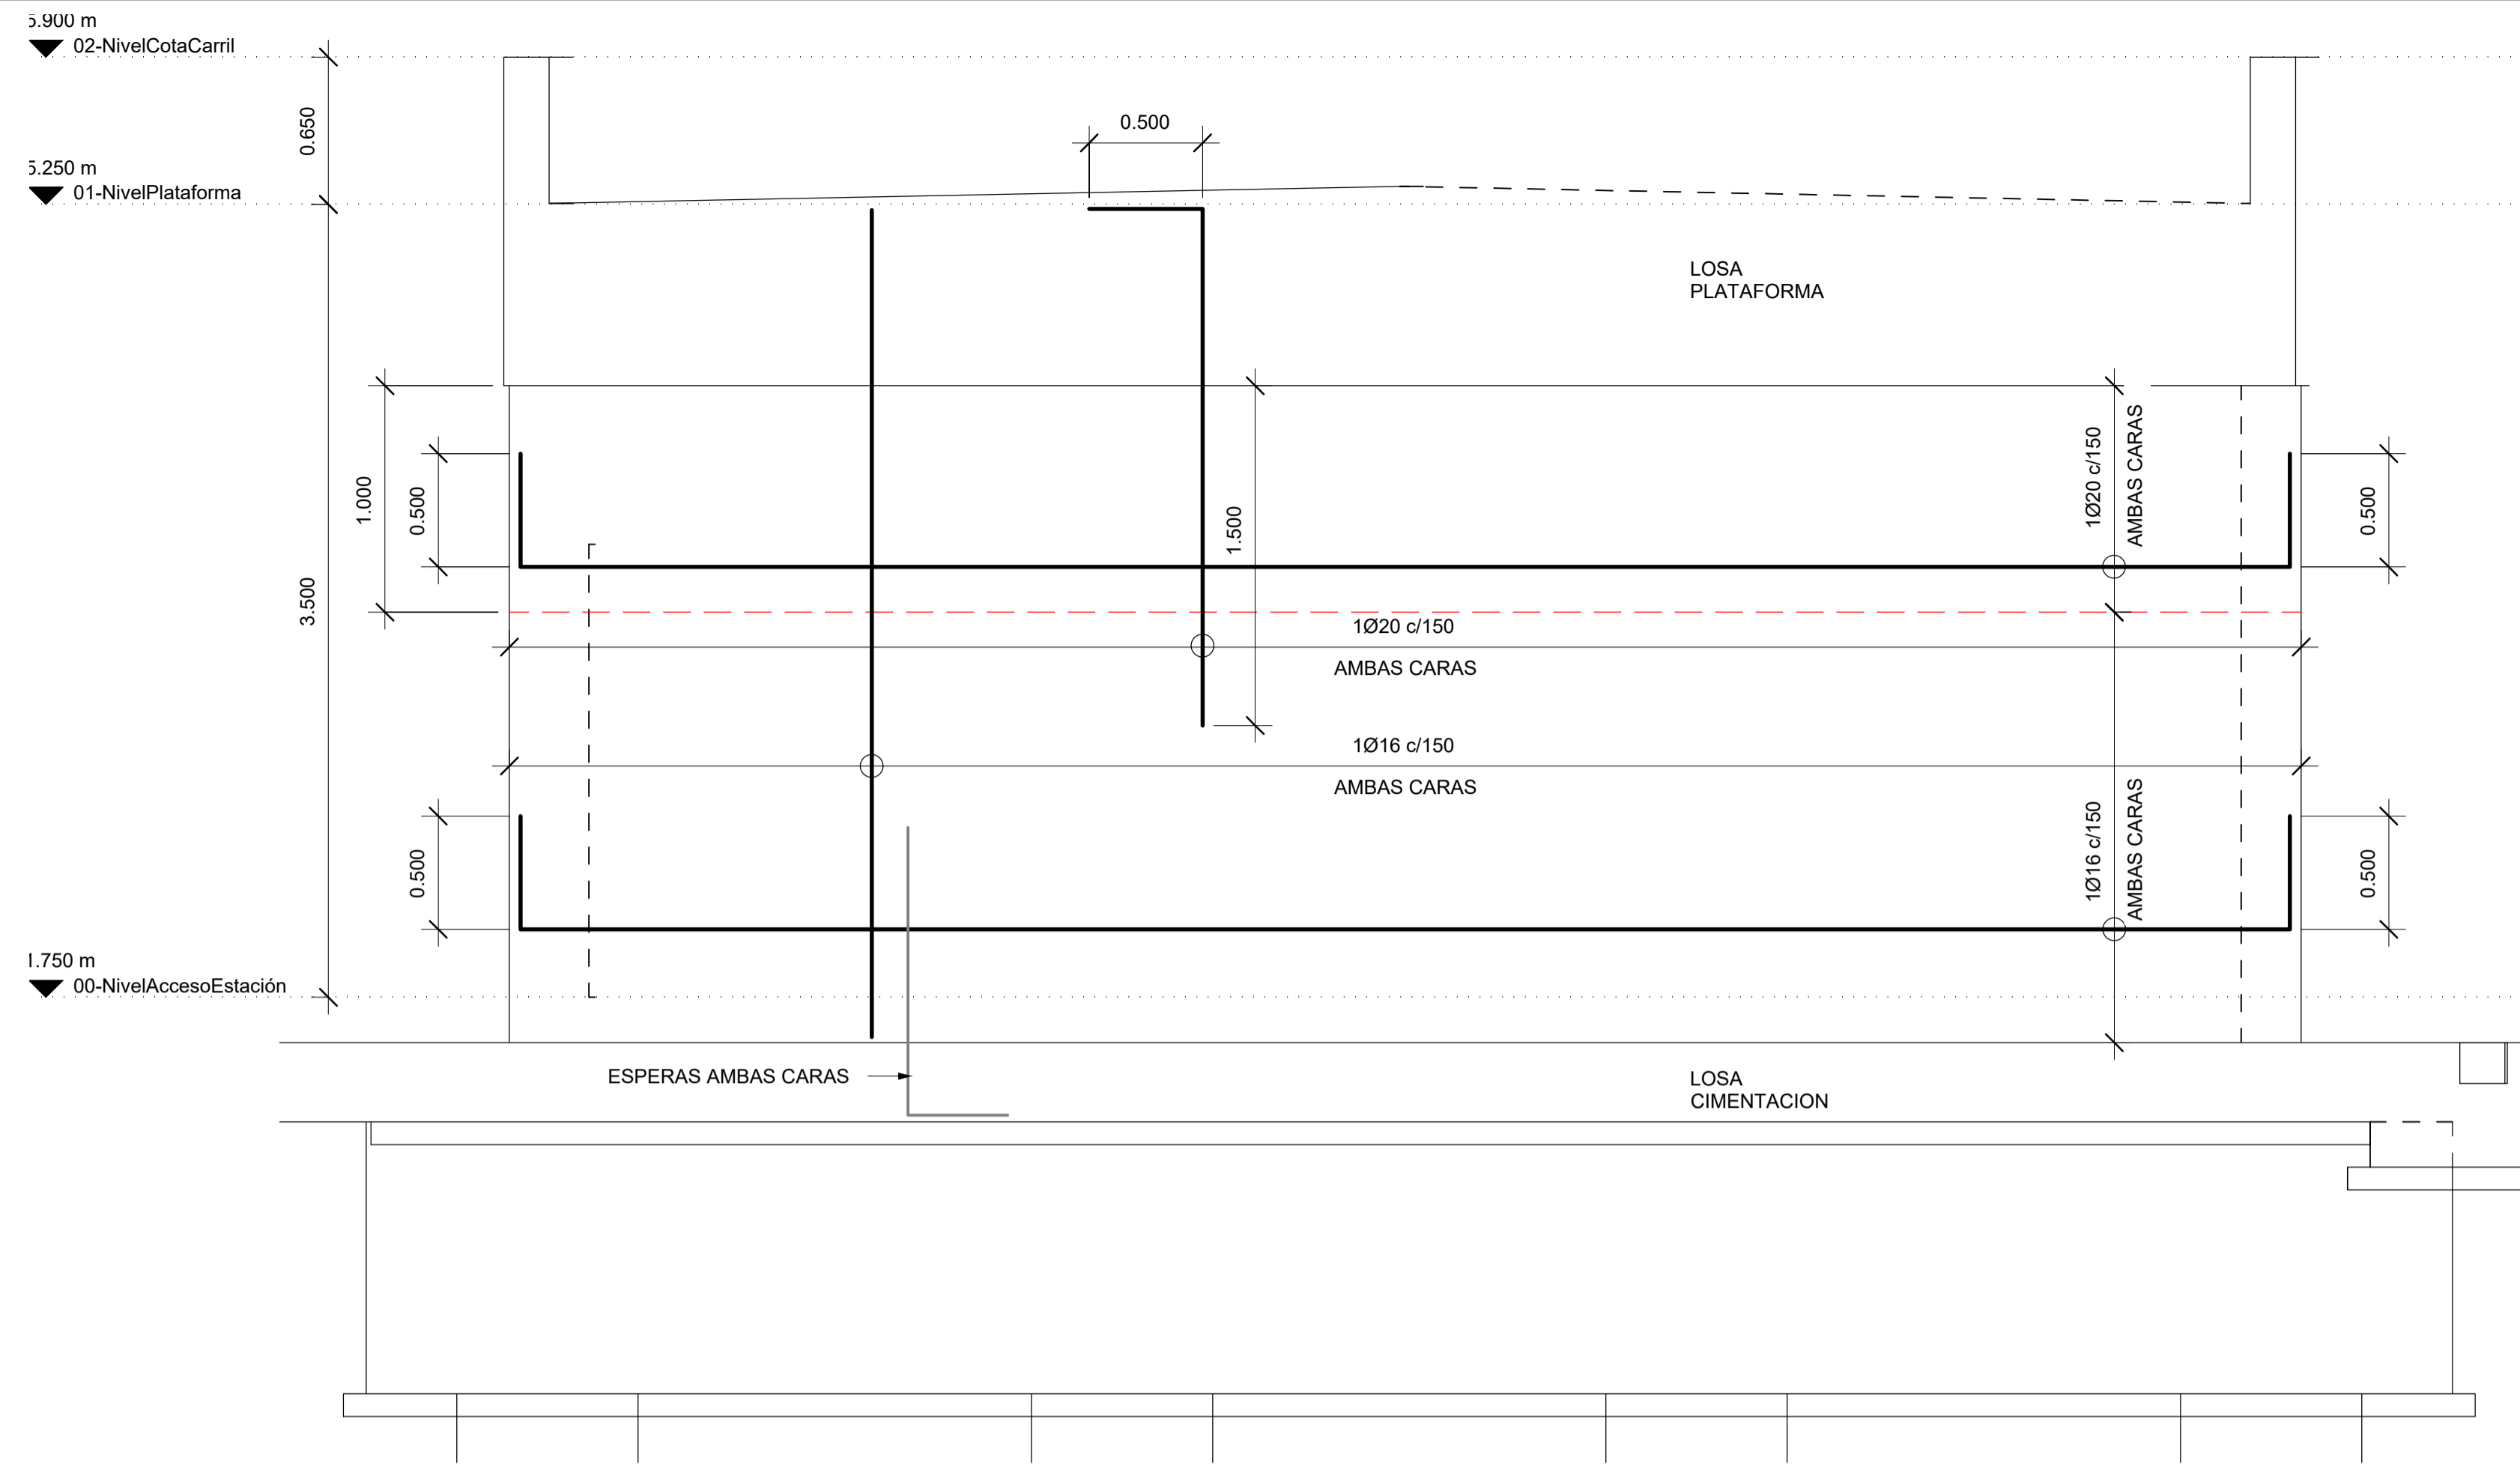 5.900 m
02-NivelCotaCarril
0.650
0.500
5.250 m
01-NivelPlataforma
LOSA
PLATAFORMA
1.000
0.500
3.500
1.500
1Ø20 c/150
AMBAS CARAS
0.500
1Ø20 c/150
AMBAS CARAS
1Ø16 c/150
AMBAS CARAS
0.500
1Ø16 c/150
AMBAS CARAS
0.500
1.750 m
00-NivelAccesoEstación
ESPERAS AMBAS CARAS
LOSA
CIMENTACION